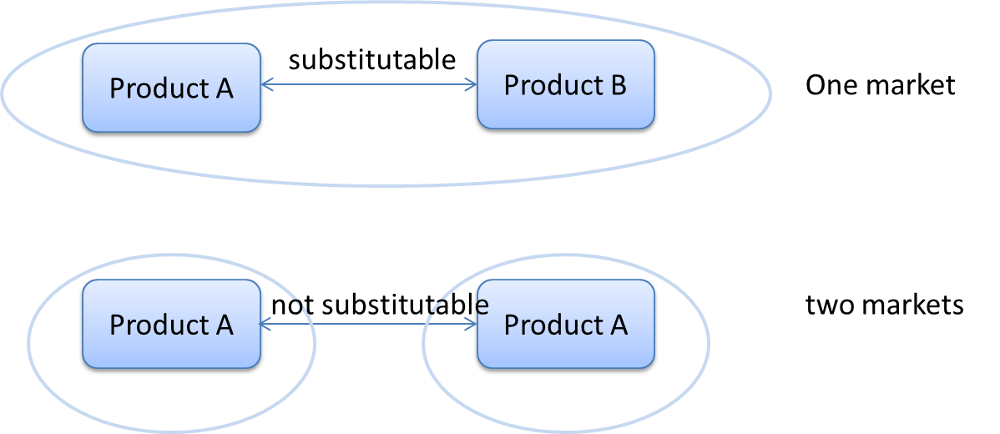 substitutable
Product A
Product B
One market
not substitutable
two markets
Product A
Product A